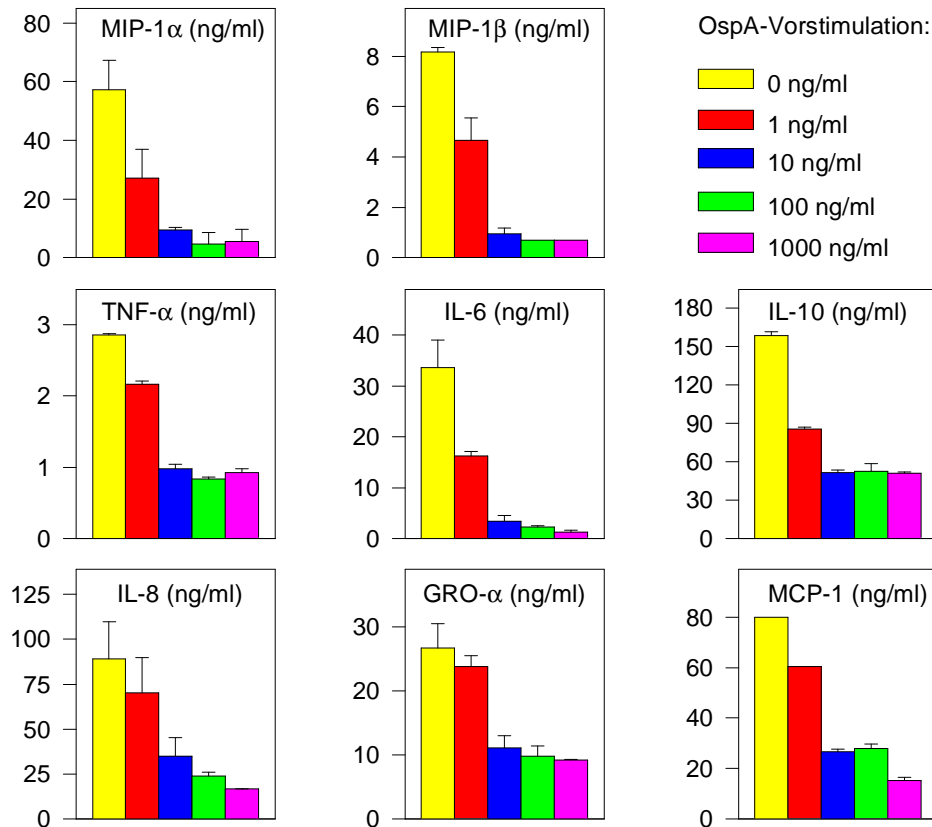 MIP-1α (ng/ml)
80
60
40
20
0
MIP-1β (ng/ml)
8
6
4
2
0
OspA-Vorstimulation:
0 ng/ml
1 ng/ml
10 ng/ml
100 ng/ml
1000 ng/ml
TNF-α (ng/ml)
3
2
1
0
IL-6 (ng/ml)
40
30
20
10
0
IL-10 (ng/ml)
180
150
120
90
60
30
0
IL-8 (ng/ml)
125
100
75
50
25
0
GRO-α (ng/ml)
30
20
10
0
MCP-1 (ng/ml)
80
60
40
20
0